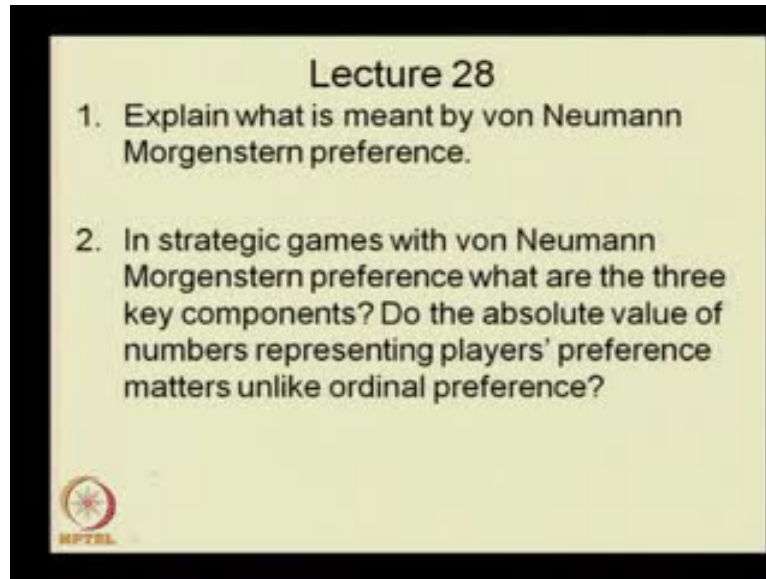 Lecture 28
1. Explain what is meant by von Neumann
Morgenstern preference.
2. In strategic games with von Neumann
Morgenstern preference what are the three
key components? Do the absolute value of
numbers representing players' preference
matters unlike ordinal preference?
NPTEL